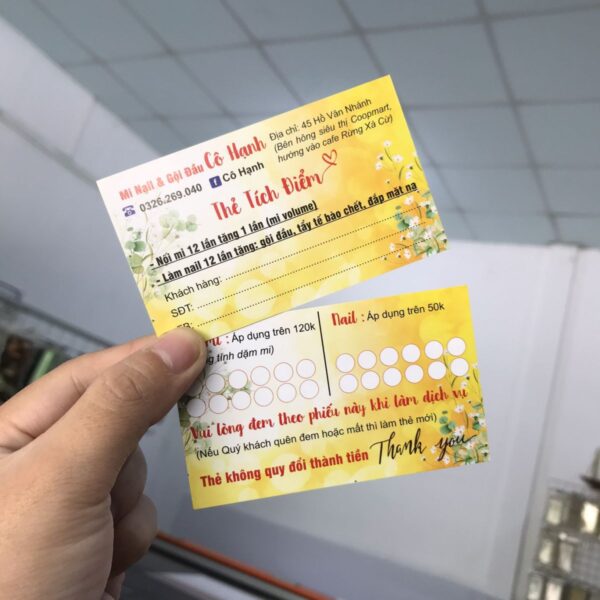 Mi Nail & Gội Đầu Cô Hạnh
0326.269.040 Cô Hạnh
Địa chỉ: 45 Hồ Văn Nhánh
(Bên hông siêu thị Coopmart,
hướng vào cafe Rừng Xà Cừ)
Thẻ Tích Điểm
- Nối mi 12 lần tặng 1 lần (mi volume)
- Làm nail 12 lần tặng: gội đầu, tẩy tế bào chết, đắp mặt nạ
Khách hàng:
SĐT:
: Áp dụng trên 120k
tính dặm mi)
Nail : Áp dụng trên 50k
Vui lòng đem theo phiếu này khi làm dịch vụ
(Nếu Quý khách quên đem hoặc mất thì làm thẻ mới)
Thẻ không quy đổi thành tiền
Thank you